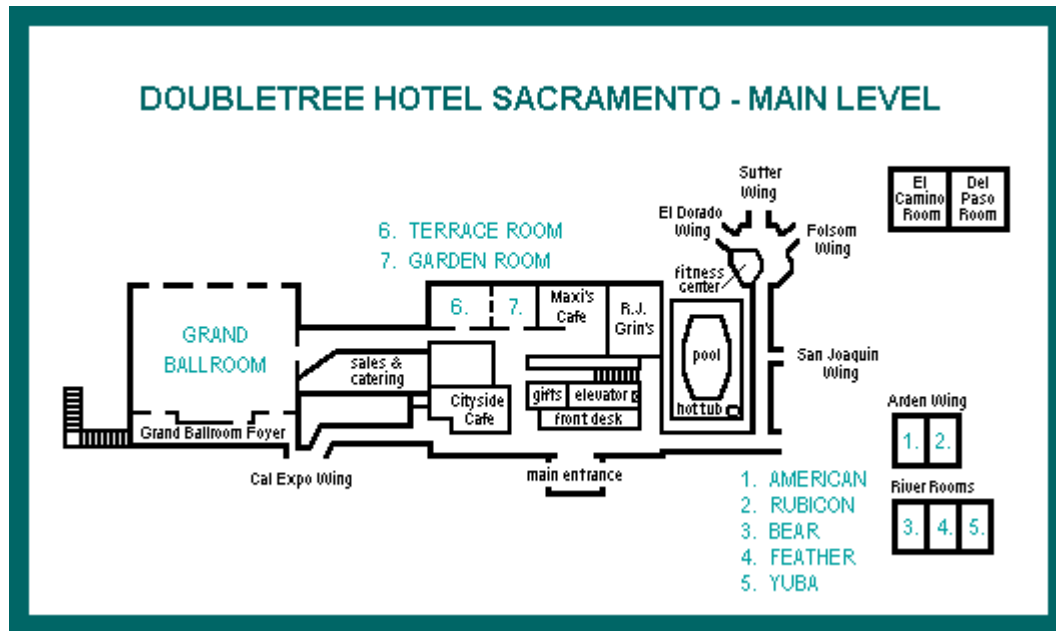 DOUBLETREE HOTEL SACRAMENTO - MAIN LEVEL
Sutter
Wing
El Dorado
Wing
Folsom
Wing
El
Camino
Room
Del
Paso
Room
6. TERRACE ROOM
7. GARDEN ROOM
fitness
center
6.
7.
Maxi's
Cafe
R.J.
Grin's
GRAND
BALLROOM
pool
San Joaquin
Wing
sales &
catering
Cityside
Cafe
gifts
elevator
front desk
hot tub
Grand Ballroom Foyer
Cal Expo Wing
main entrance
Arden Wing
1.
2.
River Rooms
3.
4.
5.
1. AMERICAN
2. RUBICON
3. BEAR
4. FEATHER
5. YUBA